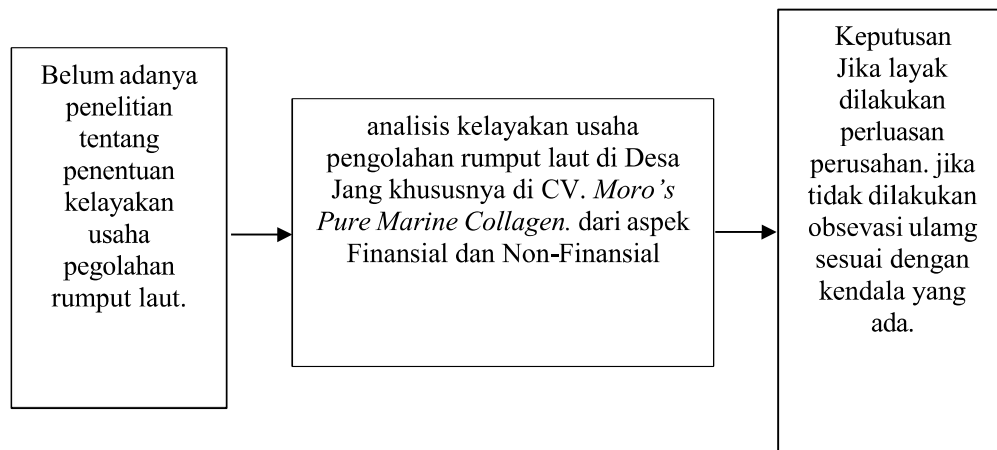 Belum adanya
penelitian
tentang
penentuan
kelayakan
usaha
pegolahan
rumput laut.
analisis kelayakan usaha
pengolahan rumput laut di Desa
Jang khususnya di CV. Moro’s
Pure Marine Collagen. dari aspek
Finansial dan Non-Finansial
Keputusan
Jika layak
dilakukan
perluasan
perusahan. jika
tidak dilakukan
obsevasi ulamg
sesuai dengan
kendala yang
ada.